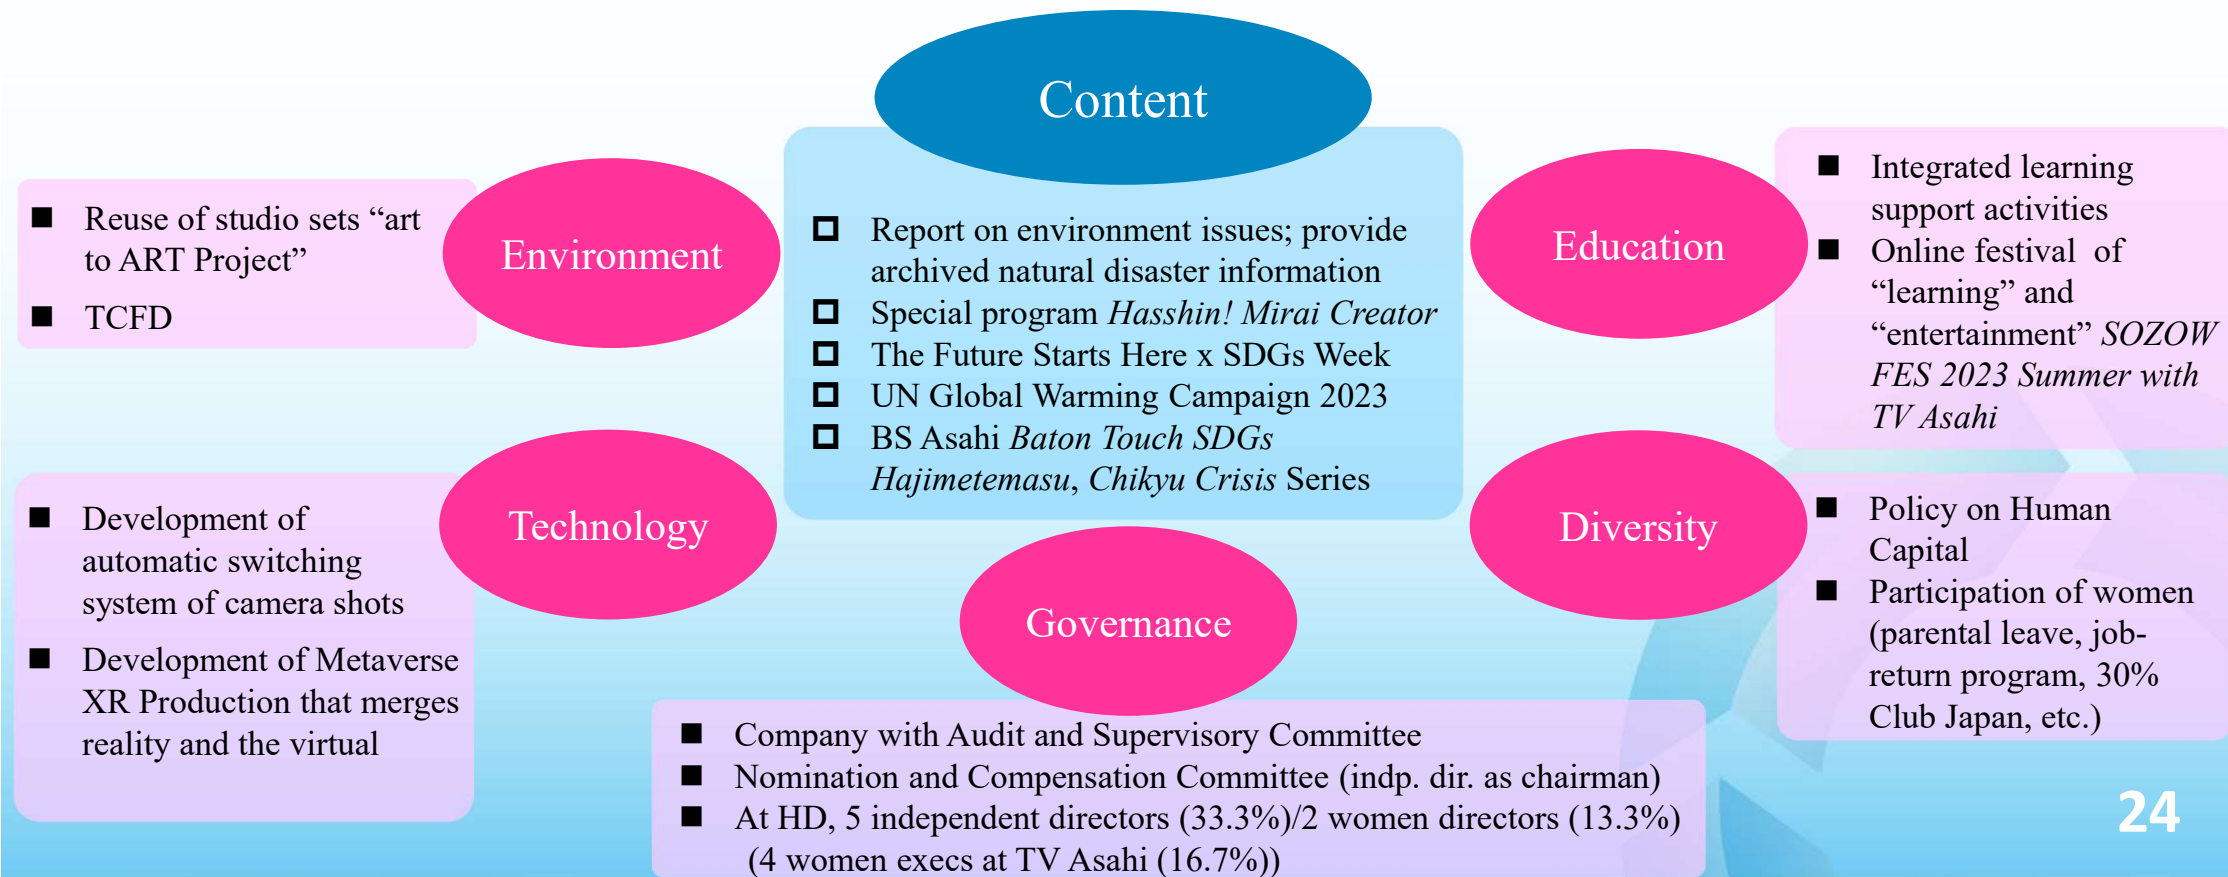 Content
Report on environment issues; provide
archived natural disaster information
Special program Hasshin! Mirai Creator
The Future Starts Here x SDGs Week
UN Global Warming Campaign 2023
BS Asahi Baton Touch SDGs
Hajimetemasu, Chikyu Crisis Series
Environment
Reuse of studio sets “art
to ART Project”
TCFD
Education
Integrated learning
support activities
Online festival of
“learning” and
“entertainment” SOZOW
FES 2023 Summer with
TV Asahi
Technology
Development of
automatic switching
system of camera shots
Development of Metaverse
XR Production that merges
reality and the virtual
Diversity
Policy on Human
Capital
Participation of women
(parental leave, job-
return program, 30%
Club Japan, etc.)
Governance
Company with Audit and Supervisory Committee
Nomination and Compensation Committee (indp. dir. as chairman)
At HD, 5 independent directors (33.3%)/2 women directors (13.3%)
(4 women execs at TV Asahi (16.7%))
24